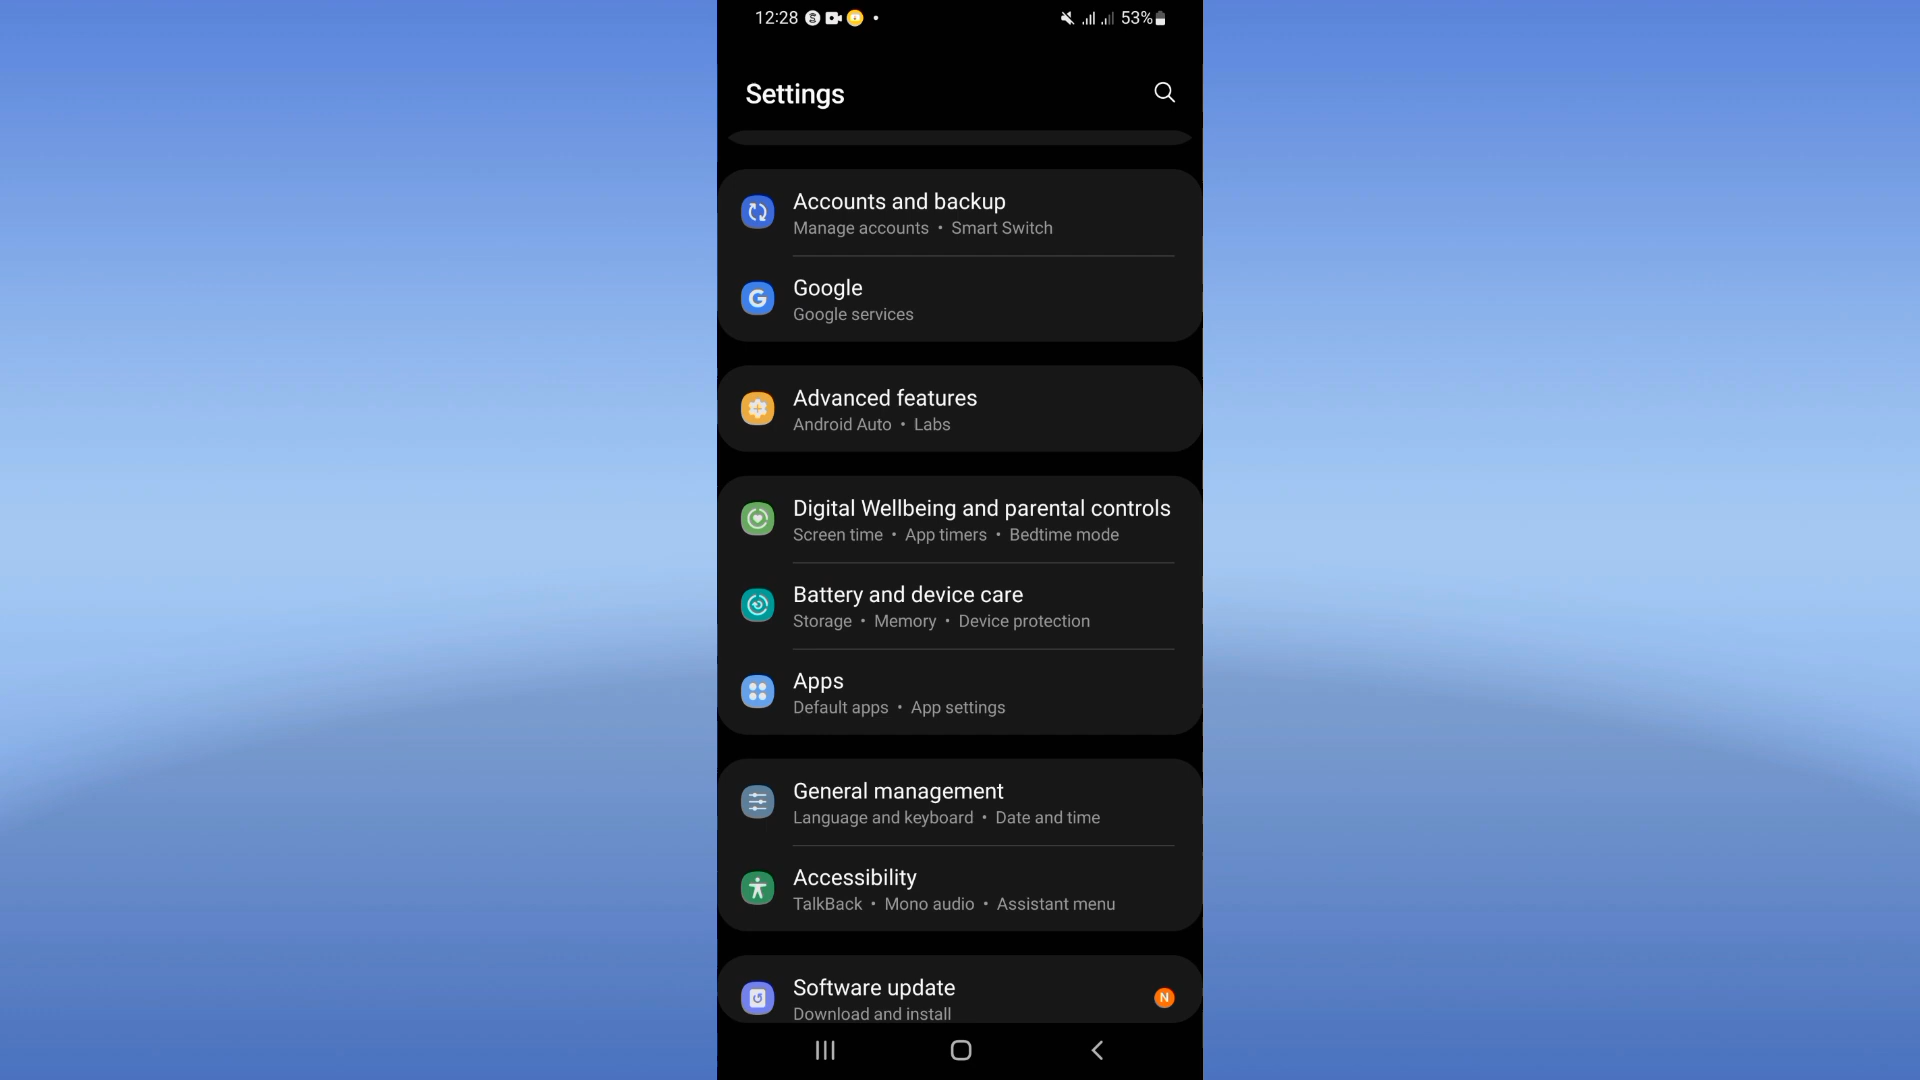 12:28
53%
Settings
Accounts and backup
Manage accounts • Smart Switch
Google
Google services
Advanced features
Android Auto • Labs
Digital Wellbeing and parental controls
Screen time • App timers • Bedtime mode
Battery and device care
Storage • Memory • Device protection
Apps
Default apps • App settings
General management
Language and keyboard • Date and time
Accessibility
TalkBack • Mono audio • Assistant menu
Software update
N
Download and install